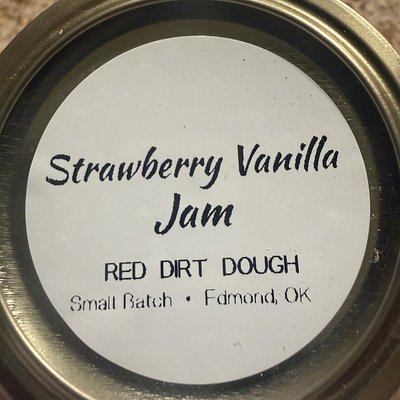 Strawberry Vanilla
Jam
RED DIRT DOUGH
Small Batch • Edmond, OK